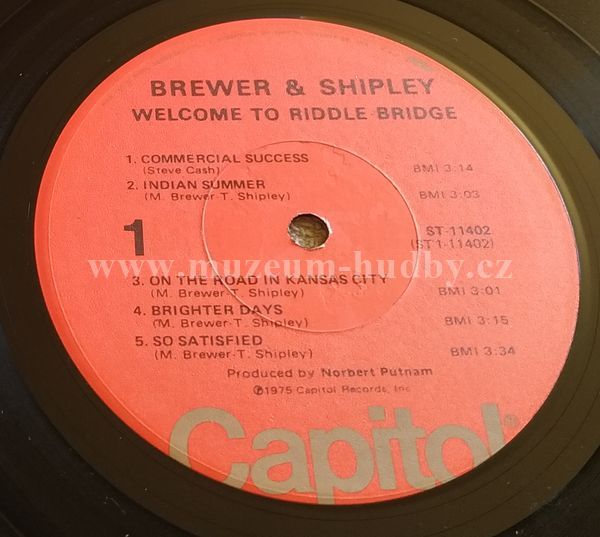 BREWER & SHIPLEY
WELCOME TO RIDDLE BRIDGE
1. COMMERCIAL SUCCESS BMI 3:14
(Steve Cash)
2. INDIAN SUMMER BMI 3:03
(M. Brewer-T. Shipley)
1
ST-11402
(ST 1-11402)
www.muzeum-hudby.cz
3. ON THE ROAD IN KANSAS CITY BMI 3:01
(M. Brewer-T. Shipley)
4. BRIGHTER DAYS BMI 3:15
(M. Brewer-T. Shipley)
5. SO SATISFIED BMI 3:34
(M. Brewer-T. Shipley)
Produced by Norbert Putnam
℗1975 Capitol Records, Inc.
Capitol®